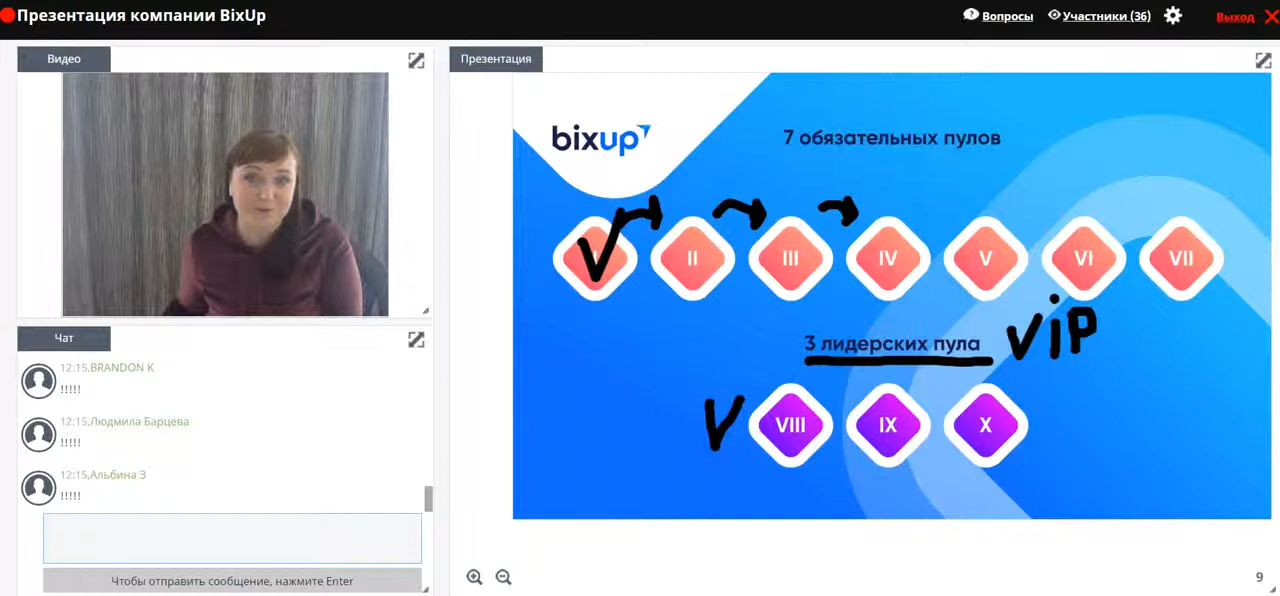 Презентация компании BixUp
Вопросы
Участники (36)
Выход
Видео
Чат
12:15,BRANDON K
!!!!!
12:15,Людмила Барцева
!!!!!
12:15,Альбина З
!!!!!
Чтобы отправить сообщение, нажмите Enter
Презентация
bixup
7 обязательных пулов
I II III IV V VI VII
3 лидерских пула ViP
V VIII IX X
9